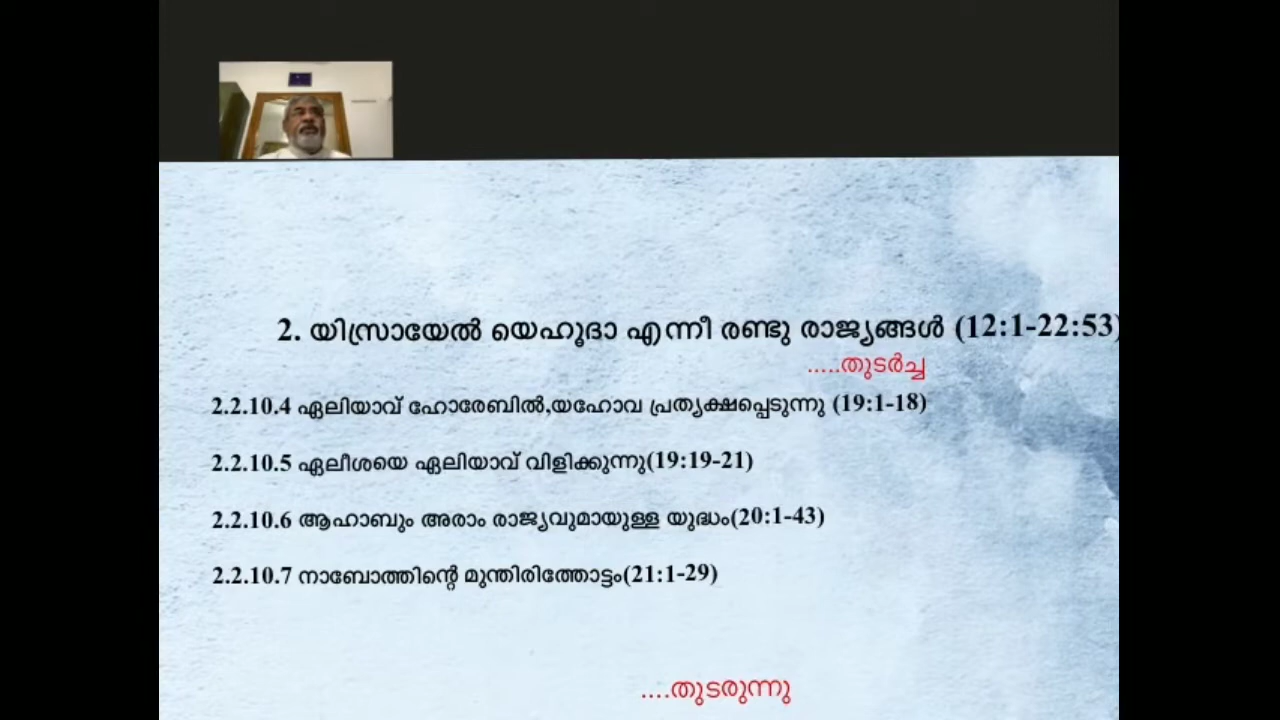 2. യിസ്രായേൽ യെഹൂദാ എന്നീ രണ്ടു രാജ്യങ്ങൾ (12:1-22:53)
.....തുടർച്ച
2.2.10.4 ഏലിയാവ് ഹോരേബിൽ,യഹോവ പ്രത്യക്ഷപ്പെടുന്നു (19:1-18)
2.2.10.5 ഏലീശയെ ഏലിയാവ് വിളിക്കുന്നു(19:19-21)
2.2.10.6 ആഹാബും അരാം രാജ്യവുമായുള്ള യുദ്ധം(20:1-43)
2.2.10.7 നാബോത്തിന്റെ മുന്തിരിത്തോട്ടം(21:1-29)
....തുടരുന്നു